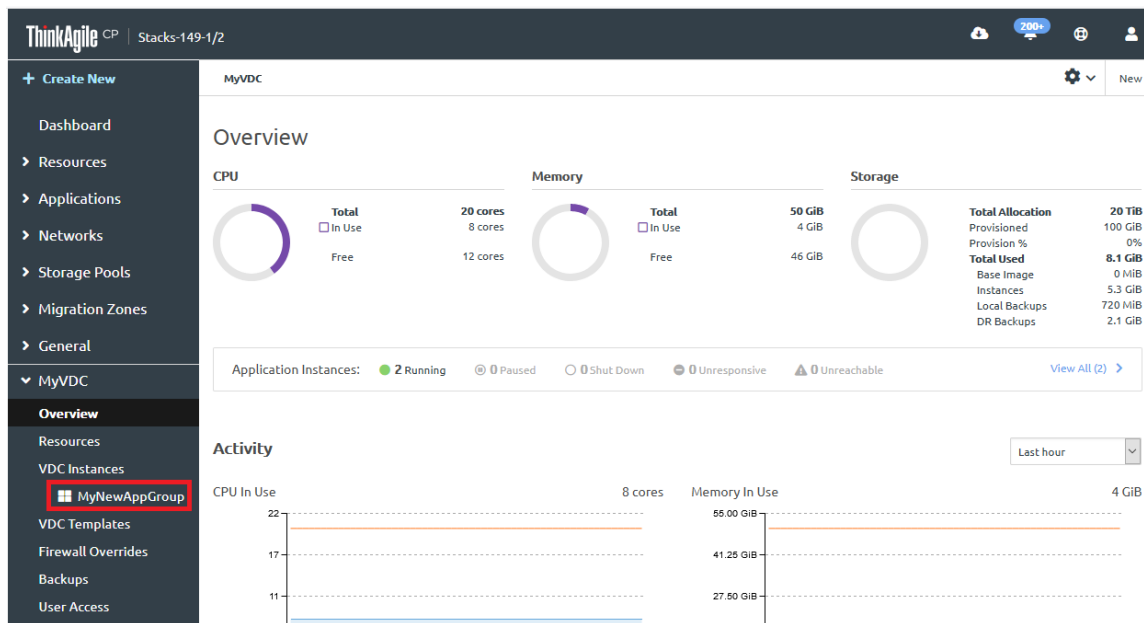 ThinkAgile CP Stacks-149-1/2
200+
+ Create New
MyVDC
New
Dashboard
Resources
Applications
Networks
Storage Pools
Migration Zones
General
MyVDC
Overview
Resources
VDC Instances
MyNewAppGroup
VDC Templates
Firewall Overrides
Backups
User Access
Overview
CPU
Total 20 cores
In Use 8 cores
Free 12 cores
Memory
Total 50 GiB
In Use 4 GiB
Free 46 GiB
Storage
Total Allocation 20 TiB
Provisioned 100 GiB
Provision % 0%
Total Used 8.1 GiB
Base Image 0 MiB
Instances 5.3 GiB
Local Backups 720 MiB
DR Backups 2.1 GiB
Application Instances: 2 Running 0 Paused 0 Shut Down 0 Unresponsive 0 Unreachable View All (2)
Activity
Last hour
CPU In Use 8 cores
22
17
11
Memory In Use 4 GiB
55.00 GiB
41.25 GiB
27.50 GiB